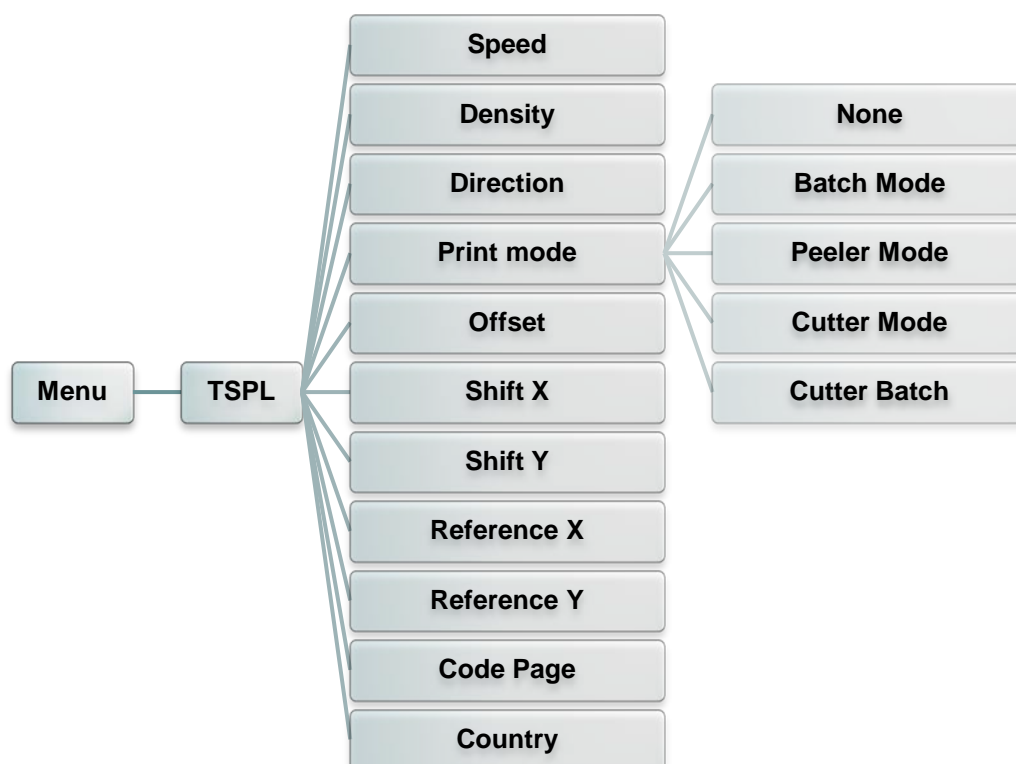 Menu
TSPL
Speed
Density
Direction
Print mode
Offset
Shift X
Shift Y
Reference X
Reference Y
Code Page
Country
None
Batch Mode
Peeler Mode
Cutter Mode
Cutter Batch